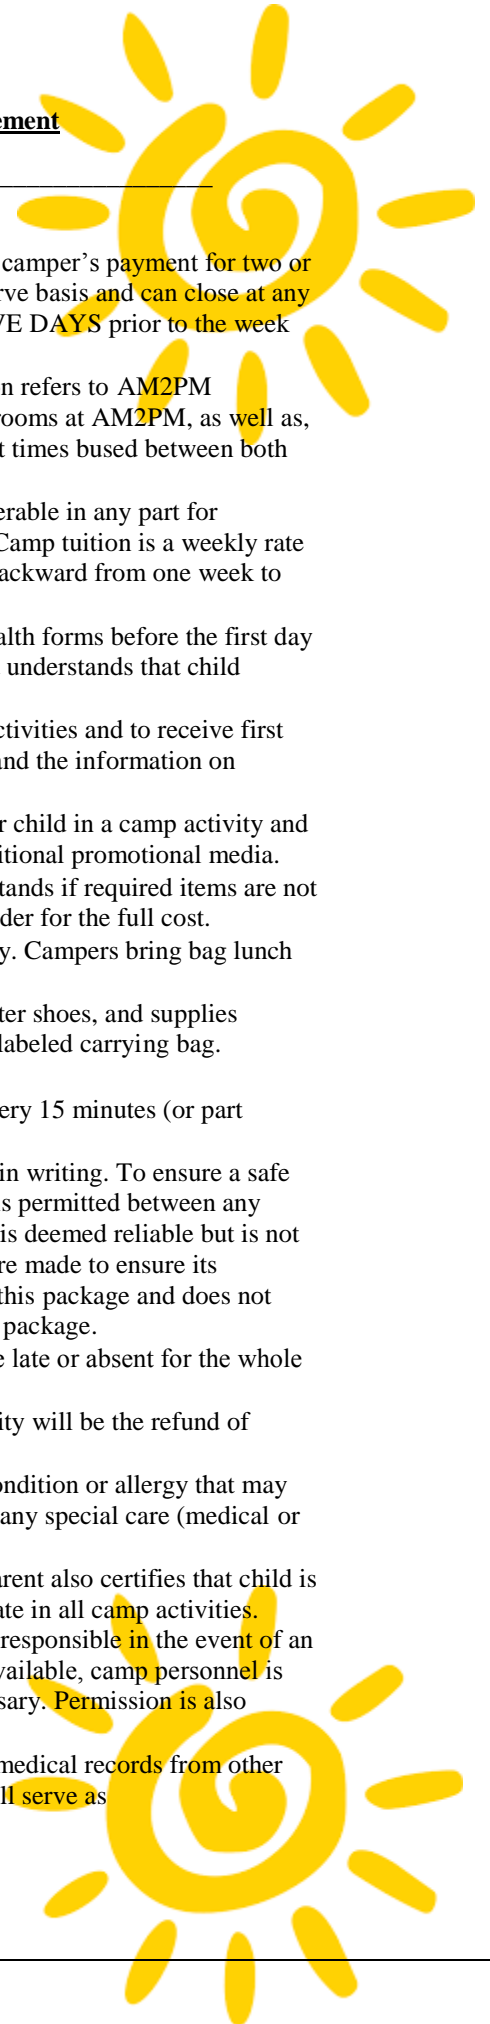 ement
camper’s payment for two or
rve basis and can close at any
VE DAYS prior to the week
n refers to AM2PM
rooms at AM2PM, as well as,
t times bused between both
erable in any part for
Camp tuition is a weekly rate
ackward from one week to
alth forms before the first day
understands that child
ctivities and to receive first
and the information on
r child in a camp activity and
itional promotional media.
tands if required items are not
der for the full cost.
y. Campers bring bag lunch
ter shoes, and supplies
labeled carrying bag.
ery 15 minutes (or part
in writing. To ensure a safe
is permitted between any
is deemed reliable but is not
re made to ensure its
this package and does not
package.
e late or absent for the whole
ity will be the refund of
ondition or allergy that may
any special care (medical or
arent also certifies that child is
ate in all camp activities.
responsible in the event of an
vailable, camp personnel is
sary. Permission is also
medical records from other
ll serve as